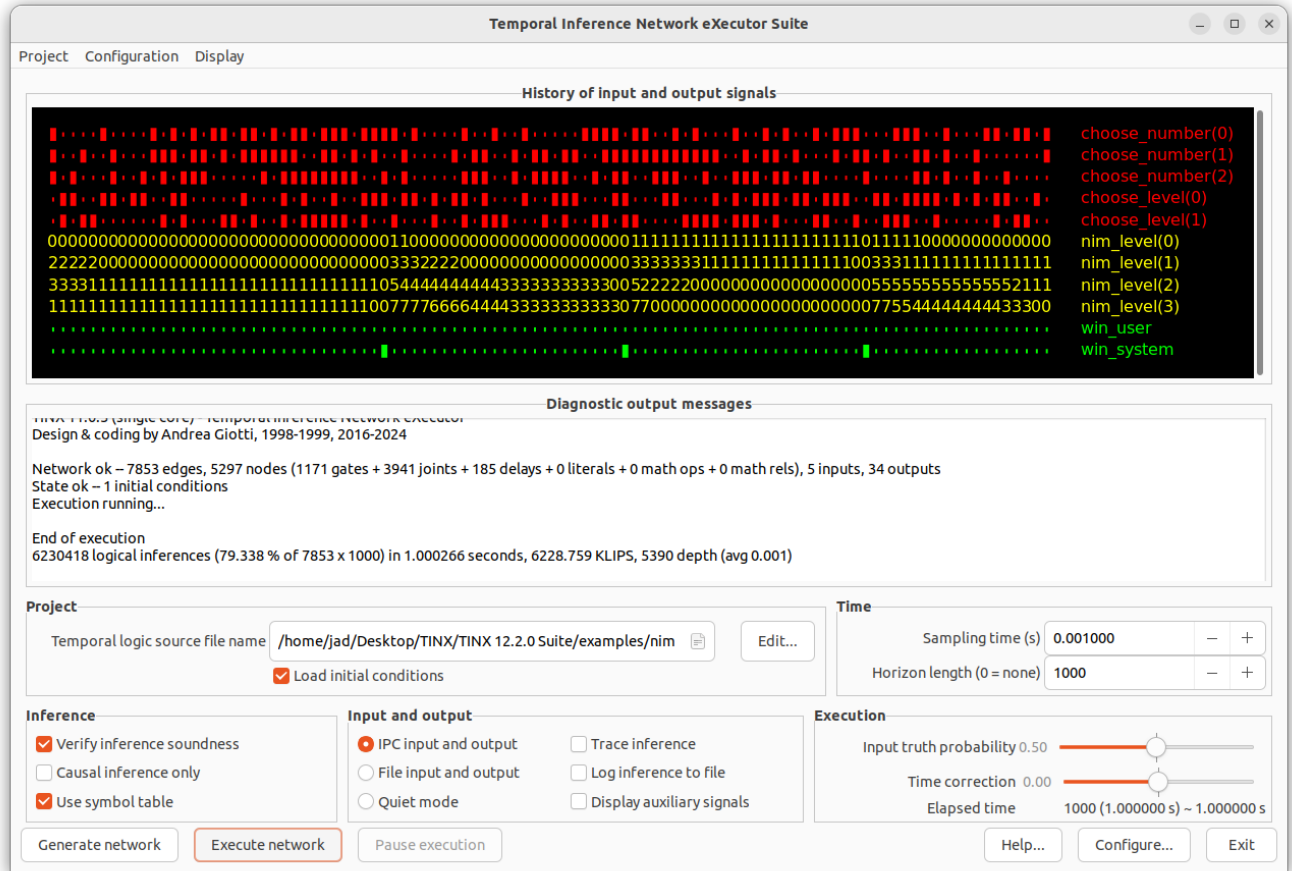 Temporal Inference Network eXecutor Suite
Project Configuration Display
History of input and output signals
choose_number(0)
choose_number(1)
choose_number(2)
choose_level(0)
choose_level(1)
nim_level(0)
nim_level(1)
nim_level(2)
nim_level(3)
win_user
win_system
Diagnostic output messages
Design & coding by Andrea Giotti, 1998-1999, 2016-2024
Network ok -- 7853 edges, 5297 nodes (1171 gates + 3941 joints + 185 delays + 0 literals + 0 math ops + 0 math rels), 5 inputs, 34 outputs
State ok -- 1 initial conditions
Execution running...
End of execution
6230418 logical inferences (79.338 % of 7853 x 1000) in 1.000266 seconds, 6228.759 KLIPS, 5390 depth (avg 0.001)
Project
Temporal logic source file name /home/jad/Desktop/TINX/TINX 12.2.0 Suite/examples/nim Edit...
Load initial conditions
Time
Sampling time (s) 0.001000 − +
Horizon length (0 = none) 1000 − +
Inference
Verify inference soundness
Causal inference only
Use symbol table
Input and output
IPC input and output Trace inference
File input and output Log inference to file
Quiet mode Display auxiliary signals
Execution
Input truth probability 0.50
Time correction 0.00
Elapsed time 1000 (1.000000 s) ~ 1.000000 s
Generate network Execute network Pause execution Help... Configure... Exit